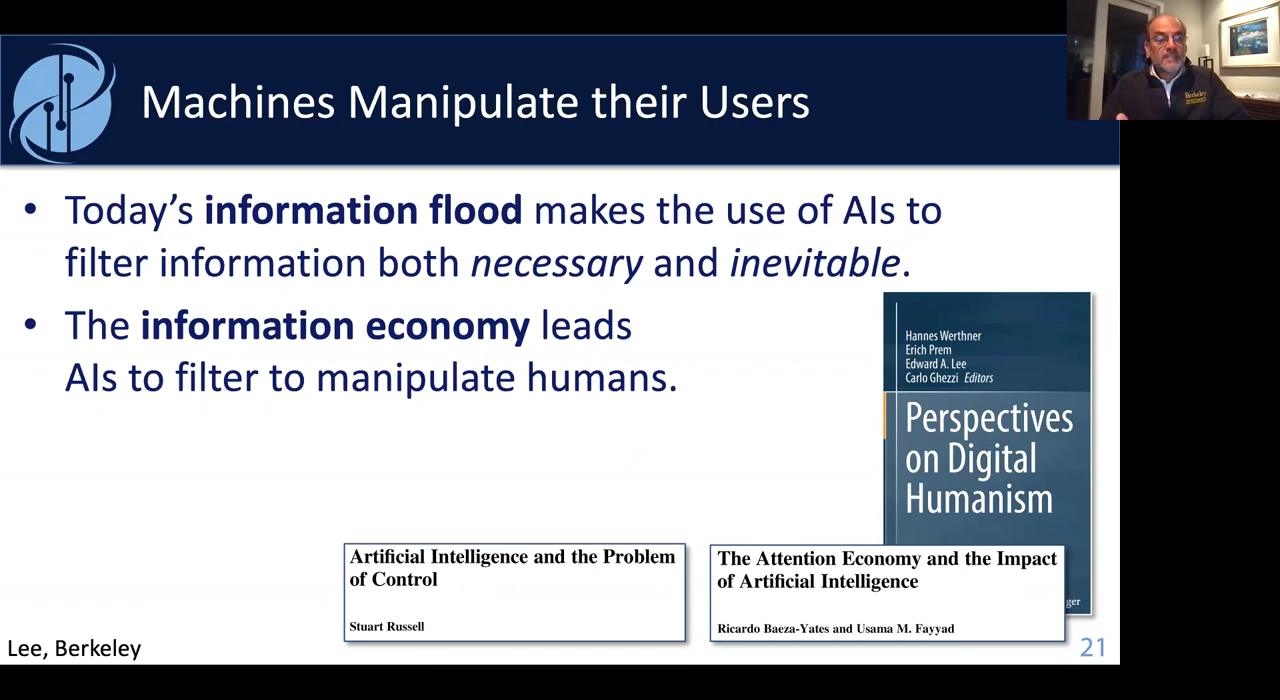 Machines Manipulate their Users
Berkeley
• Today's information flood makes the use of AIs to
filter information both necessary and inevitable.
• The information economy leads
AIs to filter to manipulate humans.
Hannes Werthner
Erich Prem
Edward A. Lee
Carlo Ghezzi Editors
Perspectives
on Digital
Humanism
Artificial Intelligence and the Problem
of Control
Stuart Russell
The Attention Economy and the Impact
of Artificial Intelligence
Ricardo Baeza-Yates and Usama M. Fayyad
ger
Lee, Berkeley
21